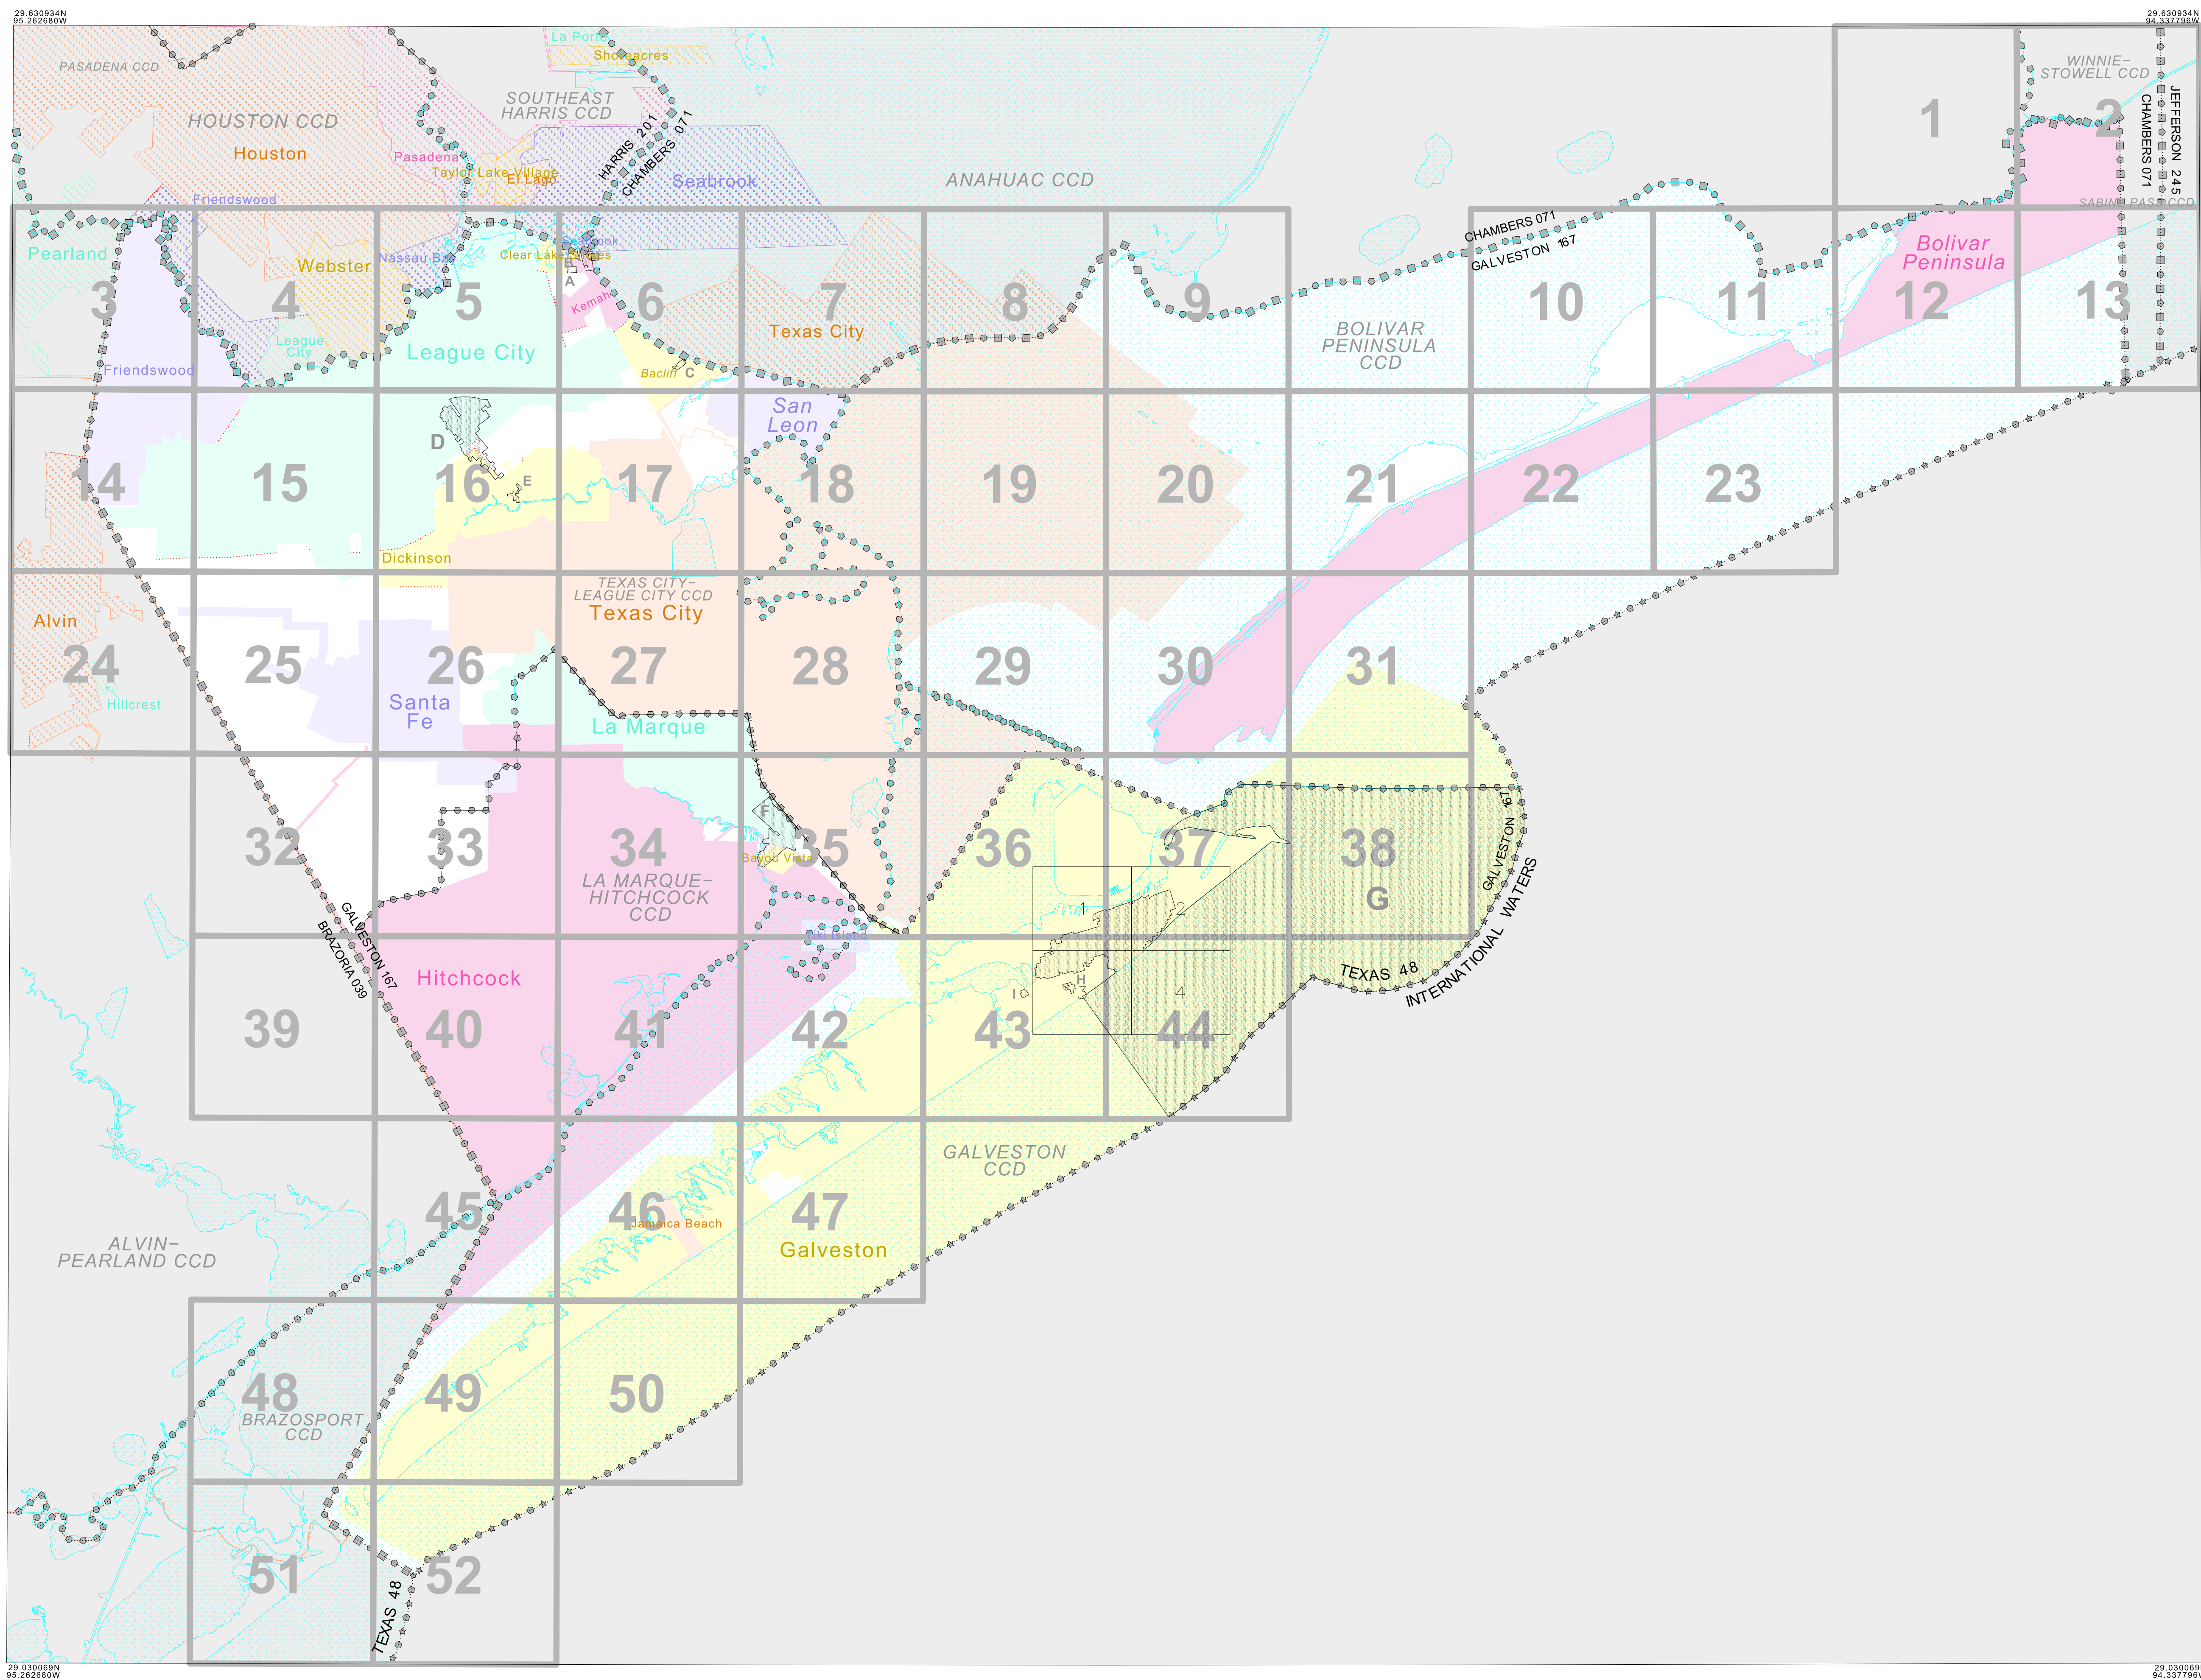 29.630934N
95.262680W
29.630934N
94.337796W
La Porte
Shoreacres
PASADENA CCD
SOUTHEAST
HARRIS CCD
WINNIE-
STOWELL CCD
HOUSTON CCD
Houston
HARRIS 201
CHAMBERS 071
1
2
CHAMBERS 071
JEFFERSON 245
Pasadena
Taylor Lake Village
El Lago
Seabrook
ANAHUAC CCD
Friendswood
SABINE PASS CCD
Pearland
Webster
Nassau Bay
Clear Lake Shores
Seabrook
B
A
Kemah
CHAMBERS 071
GALVESTON 167
Bolivar
Peninsula
3
4
5
6
7
8
9
10
11
12
13
League
City
League City
Texas City
BOLIVAR
PENINSULA
CCD
Friendswood
Bacliff
C
San
Leon
D
E
14
15
16
17
18
19
20
21
22
23
Dickinson
TEXAS CITY-
LEAGUE CITY CCD
Texas City
Alvin
24
25
26
27
28
29
30
31
Hillcrest
Santa
Fe
La Marque
F
32
33
34
35
36
37
38
Bayou Vista
LA MARQUE-
HITCHCOCK
CCD
G
GALVESTON 167
INTERNATIONAL WATERS
TEXAS 48
1
2
3
4
H
I
GALVESTON 167
BRAZORIA 039
Tiki Island
Hitchcock
39
40
41
42
43
44
GALVESTON
CCD
45
46
47
Jamaica Beach
Galveston
ALVIN-
PEARLAND CCD
48
49
50
BRAZOSPORT
CCD
51
52
TEXAS 48
29.030069N
95.262680W
29.030069N
94.337796W